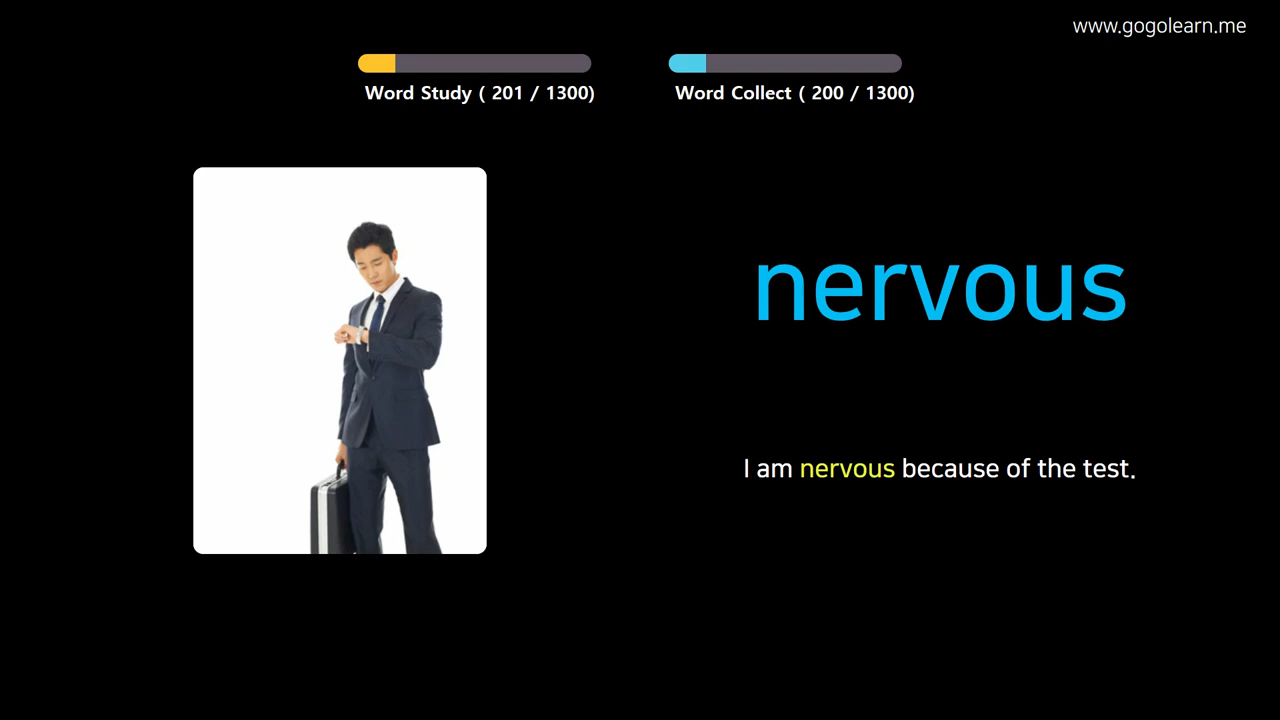 www.gogolearn.me
Word Study ( 201 / 1300)
Word Collect ( 200 / 1300)
nervous
I am nervous because of the test.